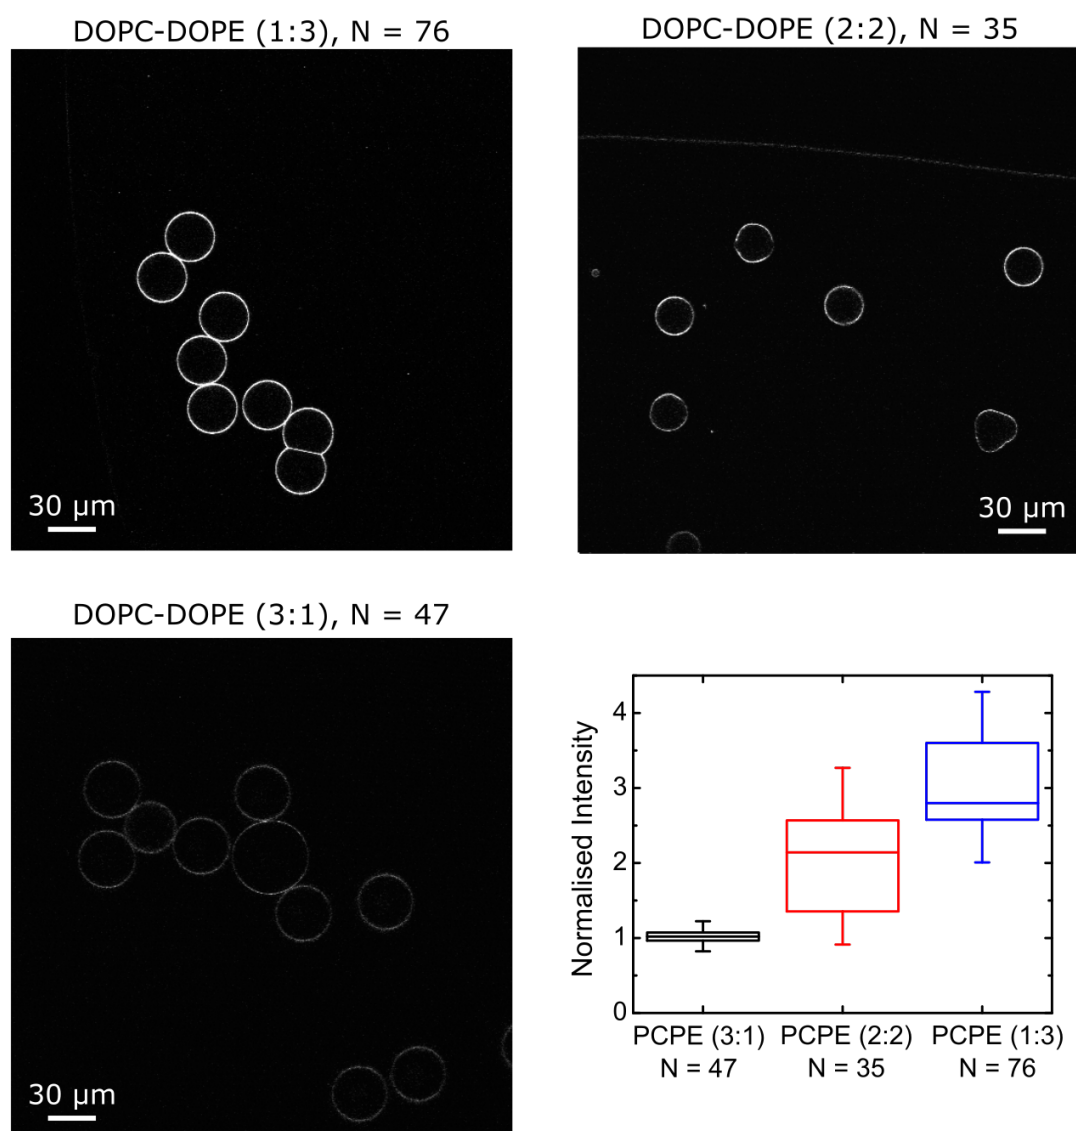 DOPC-DOPE (1:3), N = 76
DOPC-DOPE (2:2), N = 35
30 µm
30 µm
DOPC-DOPE (3:1), N = 47
30 µm
Normalised Intensity
4
3
2
1
0
PCPE (3:1) PCPE (2:2) PCPE (1:3)
N = 47 N = 35 N = 76